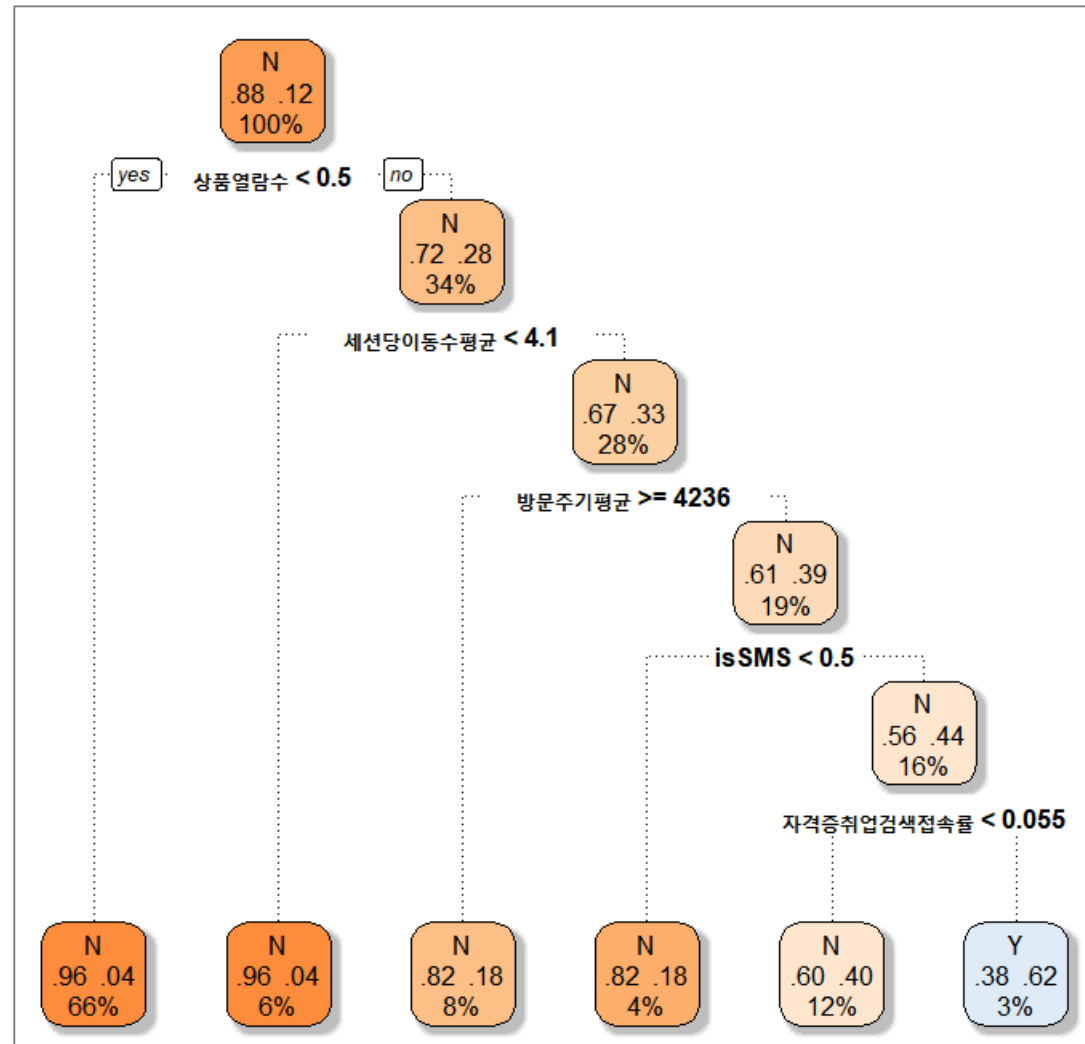 N
.88 .12
100%
yes 상품열람수 < 0.5 no
N
.72 .28
34%
세션당이동수평균 < 4.1
N
.67 .33
28%
방문주기평균 >= 4236
N
.61 .39
19%
isSMS < 0.5
N
.56 .44
16%
자격증취업검색접속률 < 0.055
N
.96 .04
66%
N
.96 .04
6%
N
.82 .18
8%
N
.82 .18
4%
N
.60 .40
12%
Y
.38 .62
3%